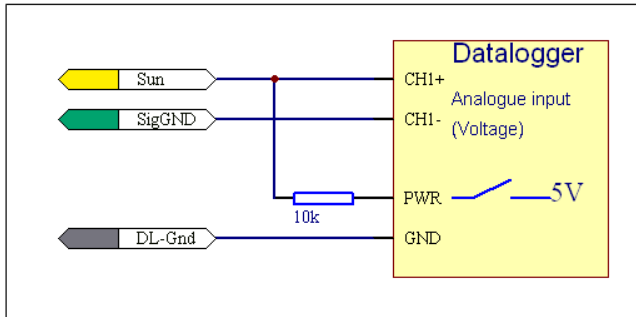 Datalogger
Sun
CH1+
Analogue input
SigGND
CH1-
(Voltage)
PWR
5V
10k
DL-Gnd
GND